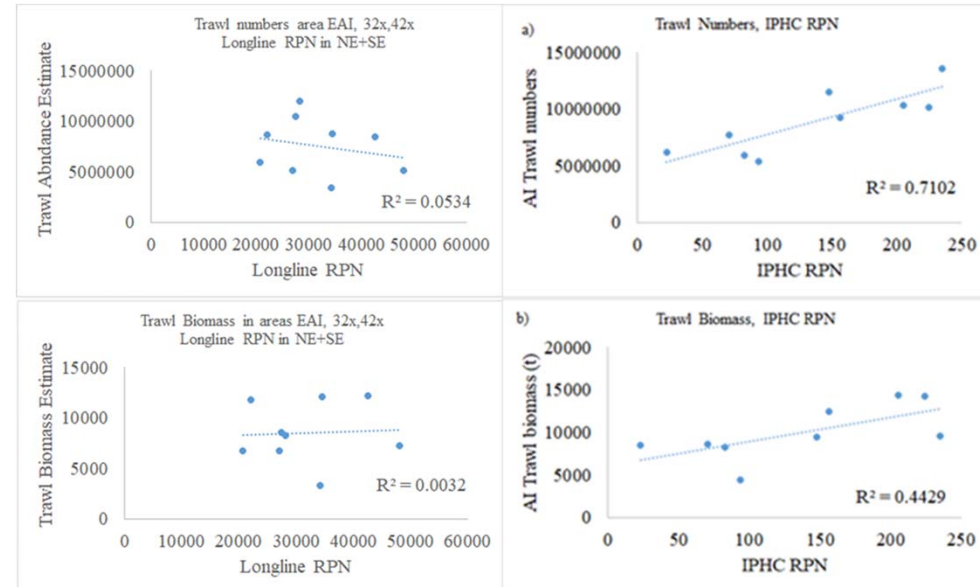 Trawl numbers area EAI, 32x,42x
Longline RPN in NE+SE
Trawl Abundance Estimate
15000000
10000000
5000000
0
R² = 0.0534
0 10000 20000 30000 40000 50000 60000
Longline RPN
a)
Trawl Numbers, IPHC RPN
AI Trawl numbers
15000000
10000000
5000000
0
R² = 0.7102
0 50 100 150 200 250
IPHC RPN
Trawl Biomass in areas EAI, 32x,42x
Longline RPN in NE+SE
Trawl Biomass Estimate
15000
10000
5000
0
R² = 0.0032
0 10000 20000 30000 40000 50000 60000
Longline RPN
b)
Trawl Biomass, IPHC RPN
AI Trawl biomass (t)
20000
15000
10000
5000
0
R² = 0.4429
0 50 100 150 200 250
IPHC RPN